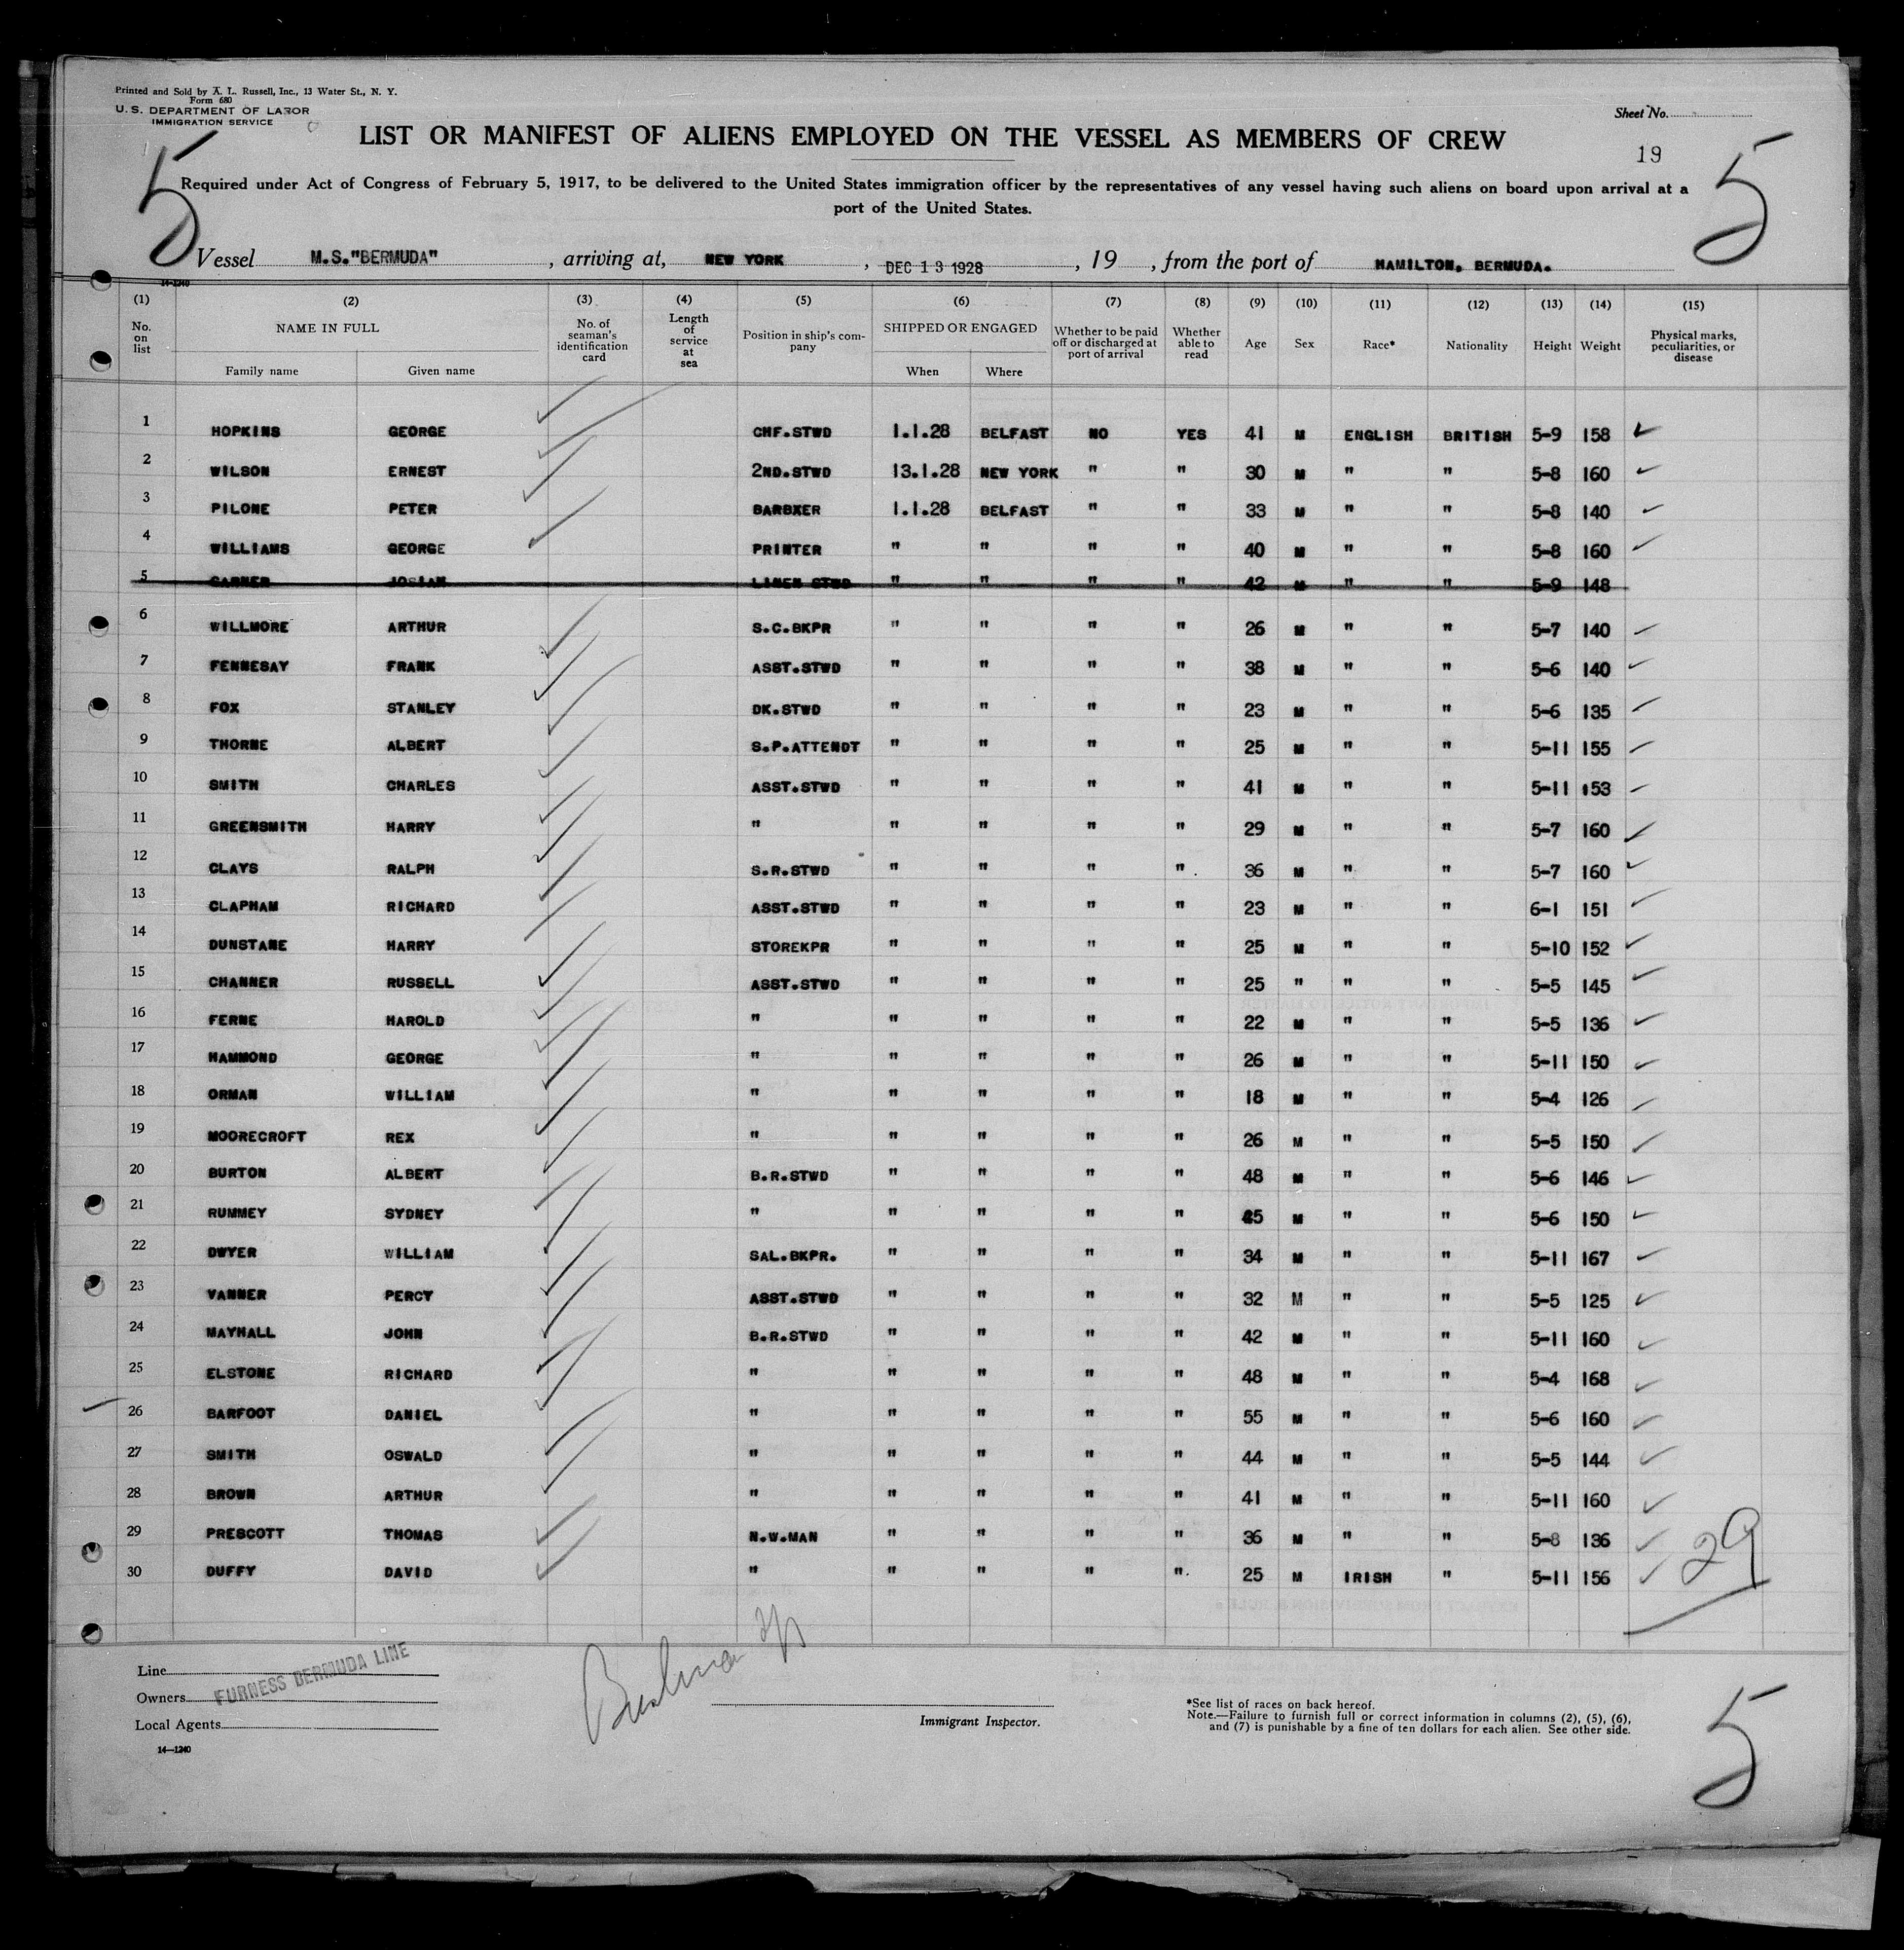 Printed and Sold by A. L. Russell, Inc., 13 Water St., N. Y.
Form 680
U. S. DEPARTMENT OF LABOR
IMMIGRATION SERVICE
Sheet No.
LIST OR MANIFEST OF ALIENS EMPLOYED ON THE VESSEL AS MEMBERS OF CREW
19
5 5
Required under Act of Congress of February 5, 1917, to be delivered to the United States immigration officer by the representatives of any vessel having such aliens on board upon arrival at a
port of the United States.
Vessel M.S."BERMUDA" , arriving at, NEW YORK , DEC 13 1928 , 19 , from the port of HAMILTON, BERMUDA.
14-1240
(1) (2) (3) (4) (5) (6) (7) (8) (9) (10) (11) (12) (13) (14) (15)
No. on list NAME IN FULL No. of seaman's identification card Length of service at sea Position in ship's company SHIPPED OR ENGAGED Whether to be paid off or discharged at port of arrival Whether able to read Age Sex Race* Nationality Height Weight Physical marks, peculiarities, or disease
Family name Given name When Where
1 HOPKINS GEORGE CHF.STWD 1.1.28 BELFAST NO YES 41 M ENGLISH BRITISH 5-9 158
2 WILSON ERNEST 2ND.STWD 13.1.28 NEW YORK " " 30 M " " 5-8 160
3 PILONE PETER BARBXER 1.1.28 BELFAST " " 33 M " " 5-8 140
4 WILLIAMS GEORGE PRINTER " " " " 40 M " " 5-8 160
5 GARNER JOSIAH LINEN STWD " " " " 42 M " " 5-9 148
6 WILLMORE ARTHUR S.C.BKPR " " " " 26 M " " 5-7 140
7 FENNESAY FRANK ASST.STWD " " " " 38 M " " 5-6 140
8 FOX STANLEY DK.STWD " " " " 23 M " " 5-6 135
9 THORNE ALBERT S.P.ATTENDT " " " " 25 M " " 5-11 155
10 SMITH CHARLES ASST.STWD " " " " 41 M " " 5-11 153
11 GREENSMITH HARRY " " " " " 29 M " " 5-7 160
12 CLAYS RALPH S.R.STWD " " " " 36 M " " 5-7 160
13 CLAPHAM RICHARD ASST.STWD " " " " 23 M " " 6-1 151
14 DUNSTANE HARRY STOREKPR " " " " 25 M " " 5-10 152
15 CHANNER RUSSELL ASST.STWD " " " " 25 " " " 5-5 145
16 FERNE HAROLD " " " " " 22 M " " 5-5 136
17 HAMMOND GEORGE " " " " " 26 M " " 5-11 150
18 ORMAN WILLIAM " " " " " 18 M " " 5-4 126
19 MOORECROFT REX " " " " " 26 M " " 5-5 150
20 BURTON ALBERT B.R.STWD " " " " 48 M " " 5-6 146
21 RUMMEY SYDNEY " " " " " 45 M " " 5-6 150
22 DWYER WILLIAM SAL.BKPR. " " " " 34 M " " 5-11 167
23 VANNER PERCY ASST.STWD " " " " 32 M " " 5-5 125
24 MAYHALL JOHN B.R.STWD " " " " 42 M " " 5-11 160
25 ELSTONE RICHARD " " " " " 48 M " " 5-4 168
26 BARFOOT DANIEL " " " " " 55 M " " 5-6 160
27 SMITH OSWALD " " " " " 44 M " " 5-5 144
28 BROWN ARTHUR " " " " " 41 M " " 5-11 160
29 PRESCOTT THOMAS N.W.MAN " " " " 36 M " " 5-8 136
30 DUFFY DAVID " " " " " 25 M IRISH " 5-11 156
29
Line
Owners
FURNESS BERMUDA LINE
Local Agents
Immigrant Inspector.
*See list of races on back hereof.
Note.—Failure to furnish full or correct information in columns (2), (5), (6),
and (7) is punishable by a fine of ten dollars for each alien. See other side.
14—1240
5